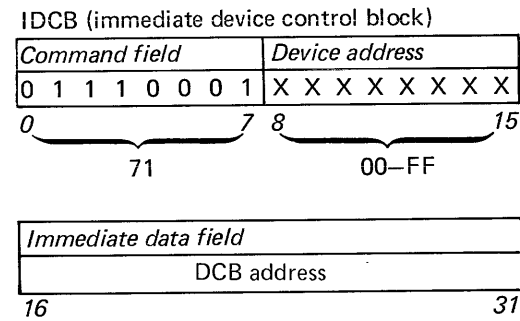 IDCB (immediate device control block)
Command field Device address
0 1 1 1 0 0 0 1 X X X X X X X X
0 7 8 15
71 00–FF
Immediate data field
DCB address
16 31